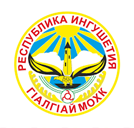 РЕСПУБЛИКА ИНГУШЕТИЯ
ГӀАЛГӀАЙ МОХК